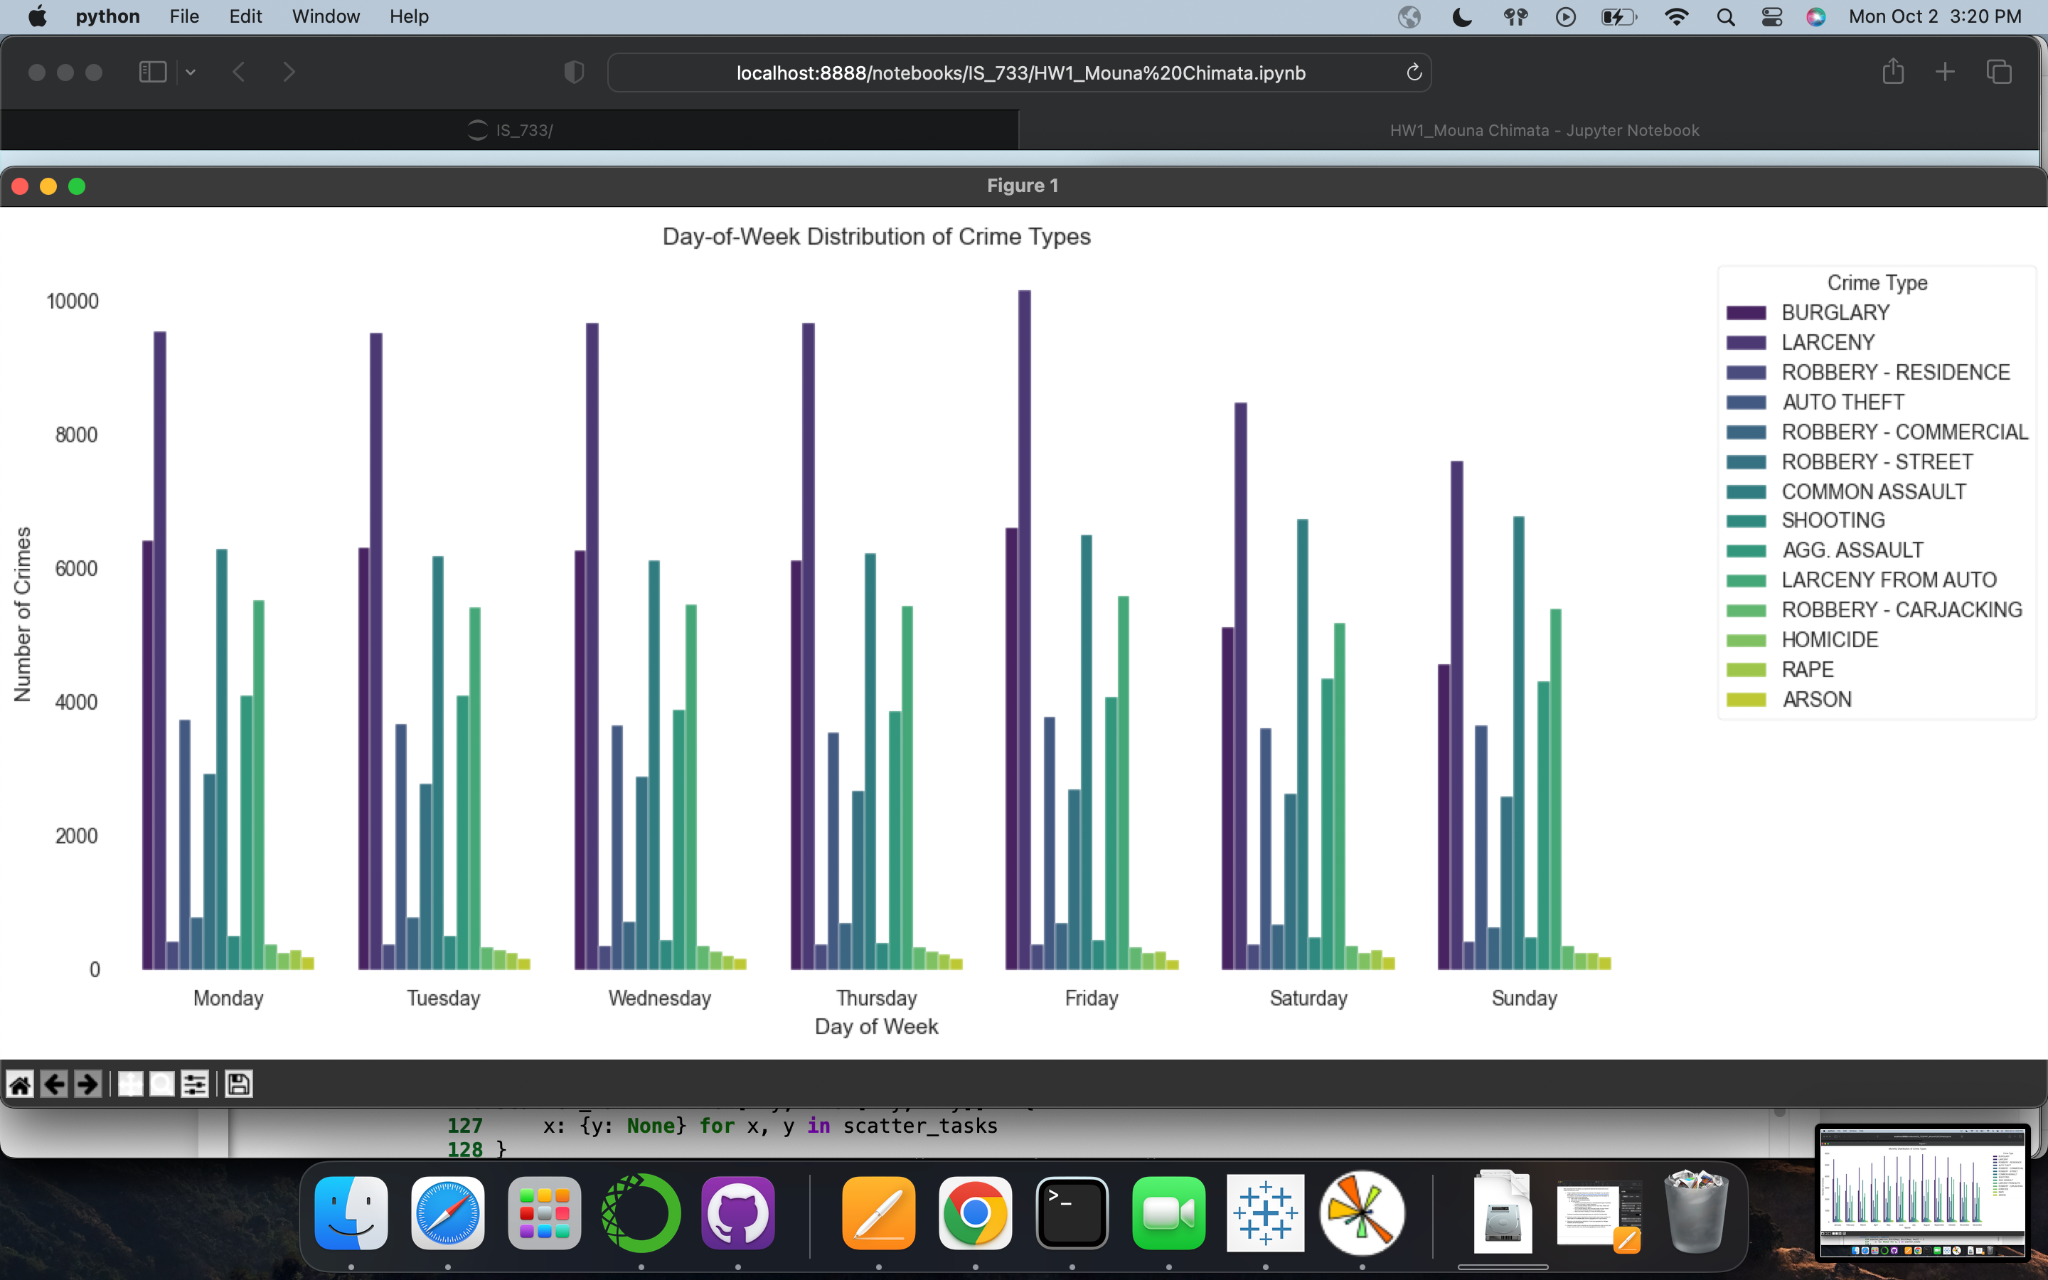 python File Edit Window Help Mon Oct 2 3:20 PM
localhost:8888/notebooks/IS_733/HW1_Mouna%20Chimata.ipynb
IS_733/ HW1_Mouna Chimata - Jupyter Notebook
Figure 1
Day-of-Week Distribution of Crime Types
Number of Crimes
10000
8000
6000
4000
2000
0
Monday Tuesday Wednesday Thursday Friday Saturday Sunday
Day of Week
Crime Type
BURGLARY
LARCENY
ROBBERY - RESIDENCE
AUTO THEFT
ROBBERY - COMMERCIAL
ROBBERY - STREET
COMMON ASSAULT
SHOOTING
AGG. ASSAULT
LARCENY FROM AUTO
ROBBERY - CARJACKING
HOMICIDE
RAPE
ARSON
127 x: {y: None} for x, y in scatter_tasks
128 }